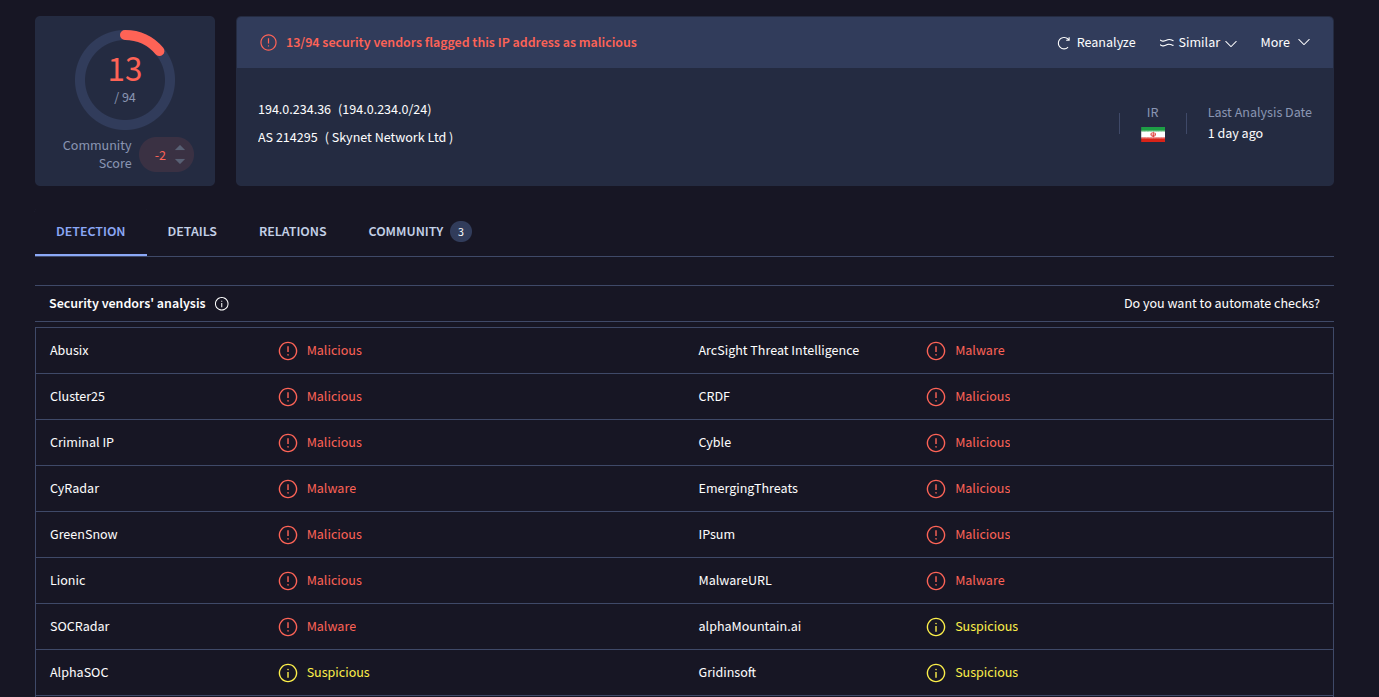 13
/ 94
Community
Score
-2
13/94 security vendors flagged this IP address as malicious
Reanalyze
Similar
More
194.0.234.36 (194.0.234.0/24)
AS 214295 ( Skynet Network Ltd )
IR
Last Analysis Date
1 day ago
DETECTION
DETAILS
RELATIONS
COMMUNITY 3
Security vendors' analysis
Do you want to automate checks?
Abusix Malicious ArcSight Threat Intelligence Malware
Cluster25 Malicious CRDF Malicious
Criminal IP Malicious Cyble Malicious
CyRadar Malware EmergingThreats Malicious
GreenSnow Malicious IPsum Malicious
Lionic Malicious MalwareURL Malware
SOCRadar Malware alphaMountain.ai Suspicious
AlphaSOC Suspicious Gridinsoft Suspicious